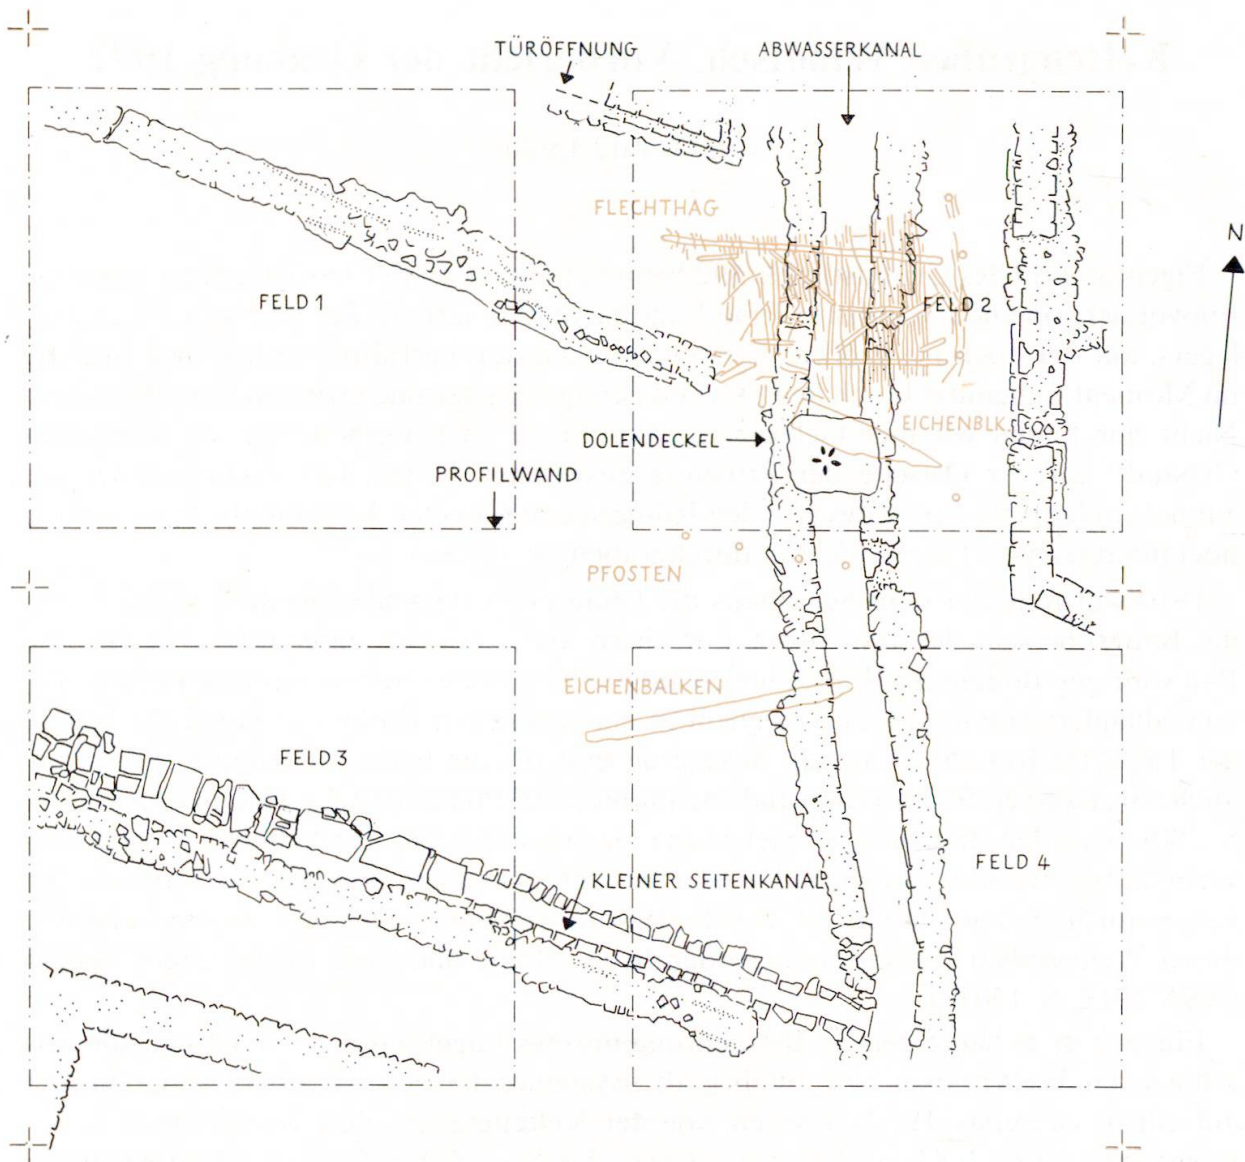 TÜRÖFFNUNG
ABWASSERKANAL
FLECHTHAG
N
FELD 1
FELD 2
EICHENBLK.
DOLENDECKEL
PROFILWAND
PFOSTEN
EICHENBALKEN
FELD 3
FELD 4
KLEINER SEITENKANAL